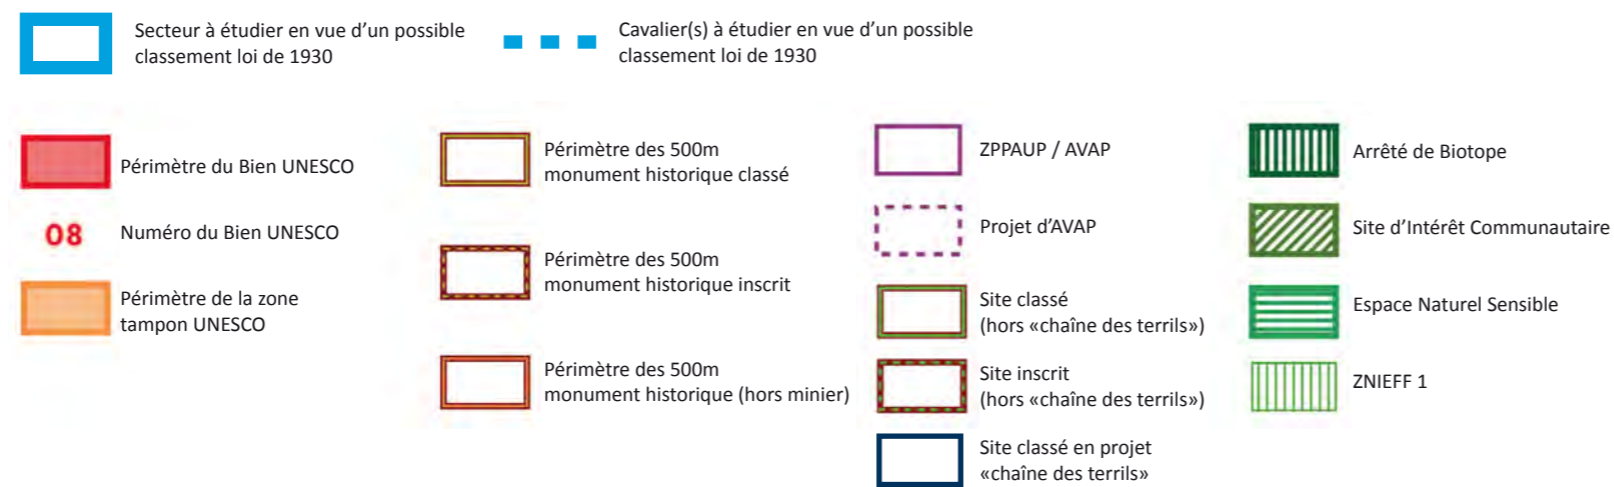 Secteur à étudier en vue d’un possible
classement loi de 1930
Cavalier(s) à étudier en vue d’un possible
classement loi de 1930
Périmètre du Bien UNESCO
08
Numéro du Bien UNESCO
Périmètre de la zone
tampon UNESCO
Périmètre des 500m
monument historique classé
Périmètre des 500m
monument historique inscrit
Périmètre des 500m
monument historique (hors minier)
ZPPAUP / AVAP
Projet d’AVAP
Site classé
(hors «chaîne des terrils»)
Site inscrit
(hors «chaîne des terrils»)
Site classé en projet
«chaîne des terrils»
Arrêté de Biotope
Site d’Intérêt Communautaire
Espace Naturel Sensible
ZNIEFF 1